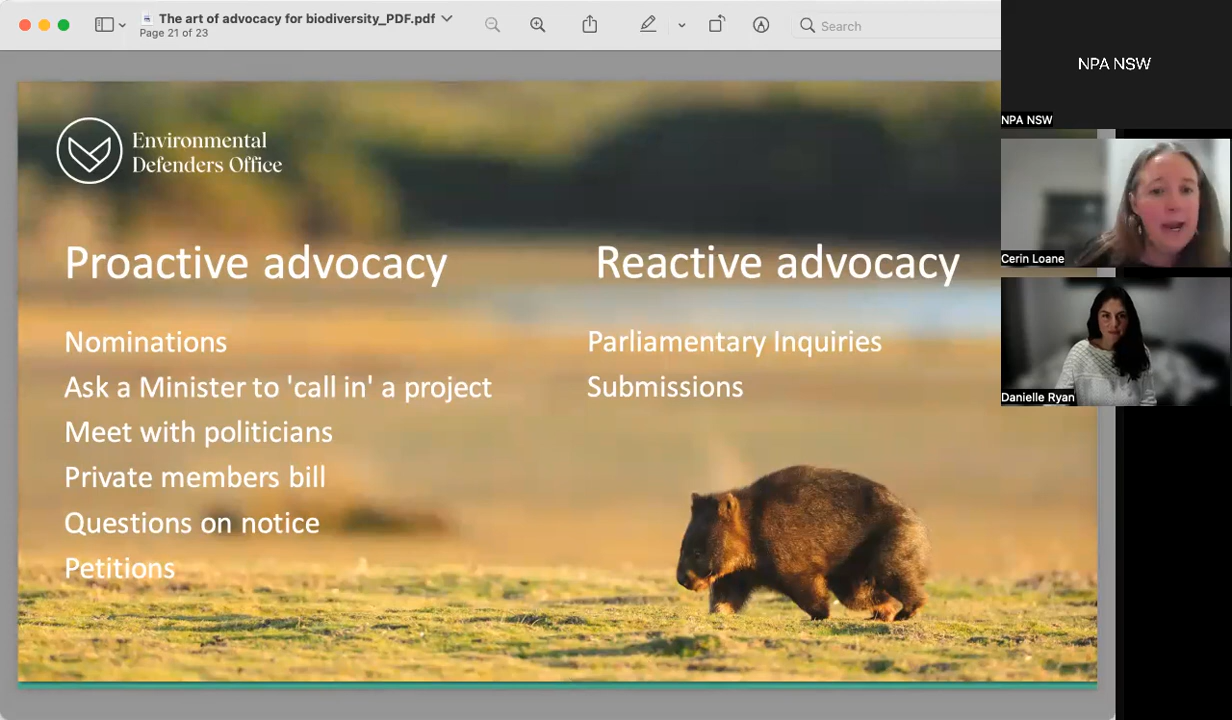 The art of advocacy for biodiversity_PDF.pdf
Page 21 of 23
Search
NPA NSW
NPA NSW
Environmental
Defenders Office
Cerin Loane
Proactive advocacy
Reactive advocacy
Nominations
Parliamentary Inquiries
Ask a Minister to 'call in' a project
Submissions
Danielle Ryan
Meet with politicians
Private members bill
Questions on notice
Petitions